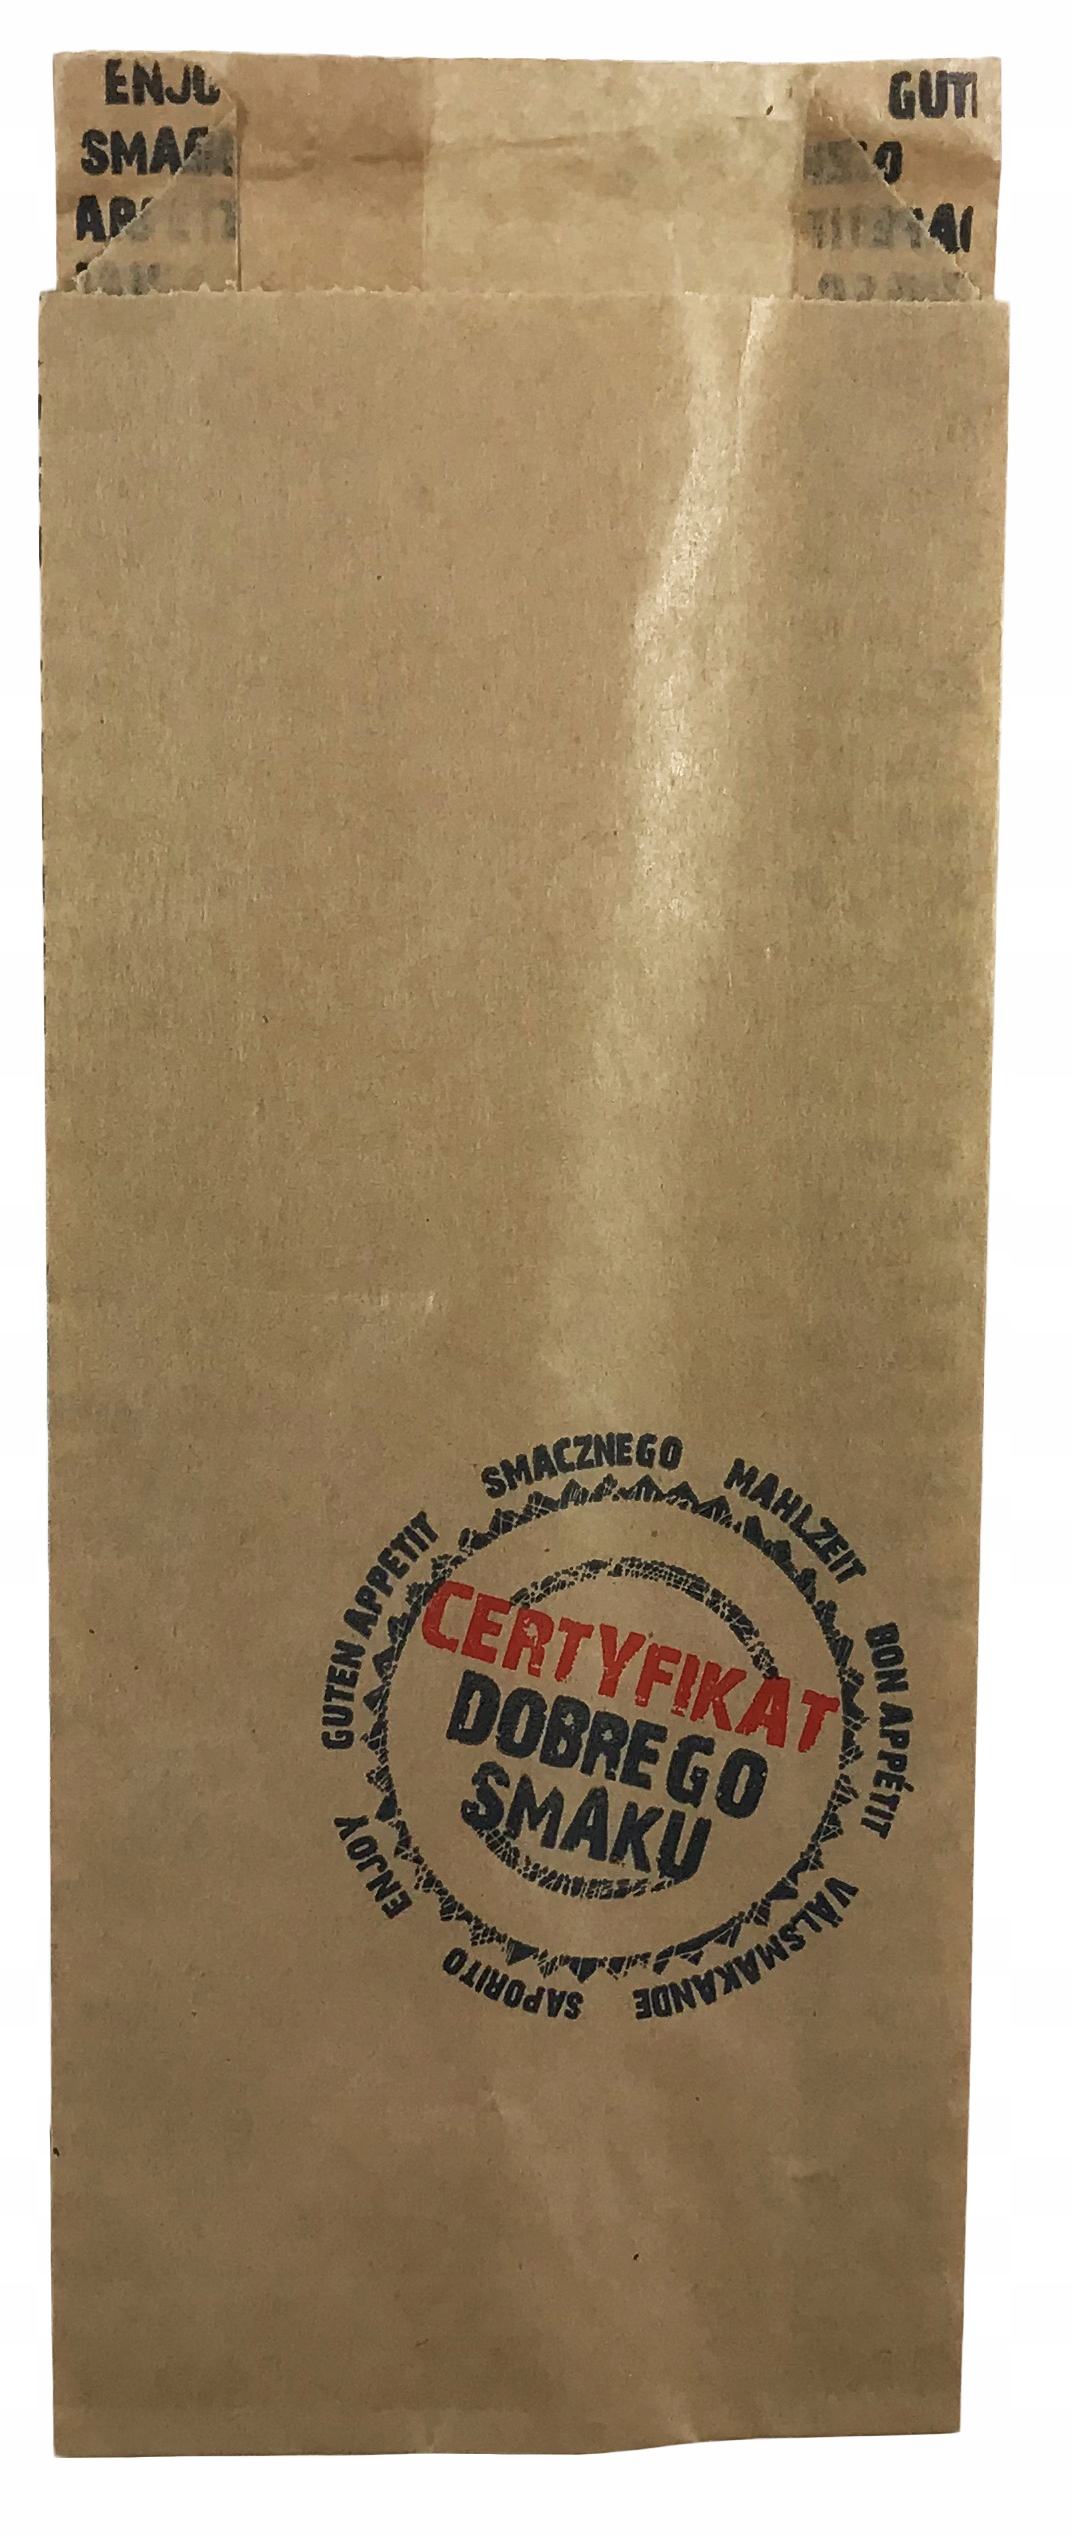 SMACZNEGO
MAHLZEIT
BON APPÉTIT
VÄLSMAKANDE
SAPORITO
ENJOY
GUTEN APPETIT
CERTYFIKAT
DOBREGO
SMAKU